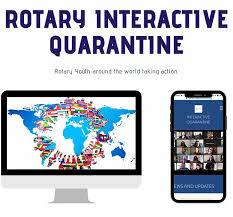 ROTARY INTERACTIVE
QUARANTINE
Rotary Youth around the world taking action
INTERACTIVE
QUARANTINE
EWS AND UPDATES